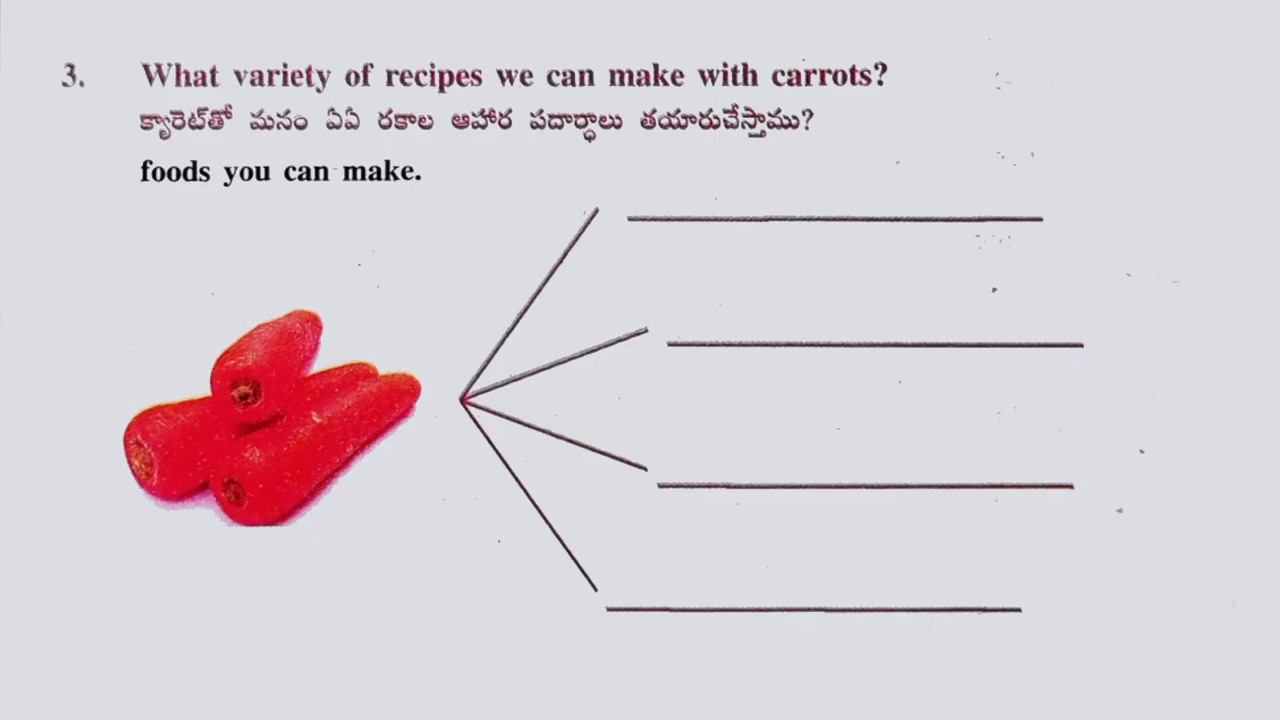 3. What variety of recipes we can make with carrots?
క్యారెట్‌తో మనం ఏఏ రకాల ఆహార పదార్థాలు తయారుచేస్తాము?
foods you can make.